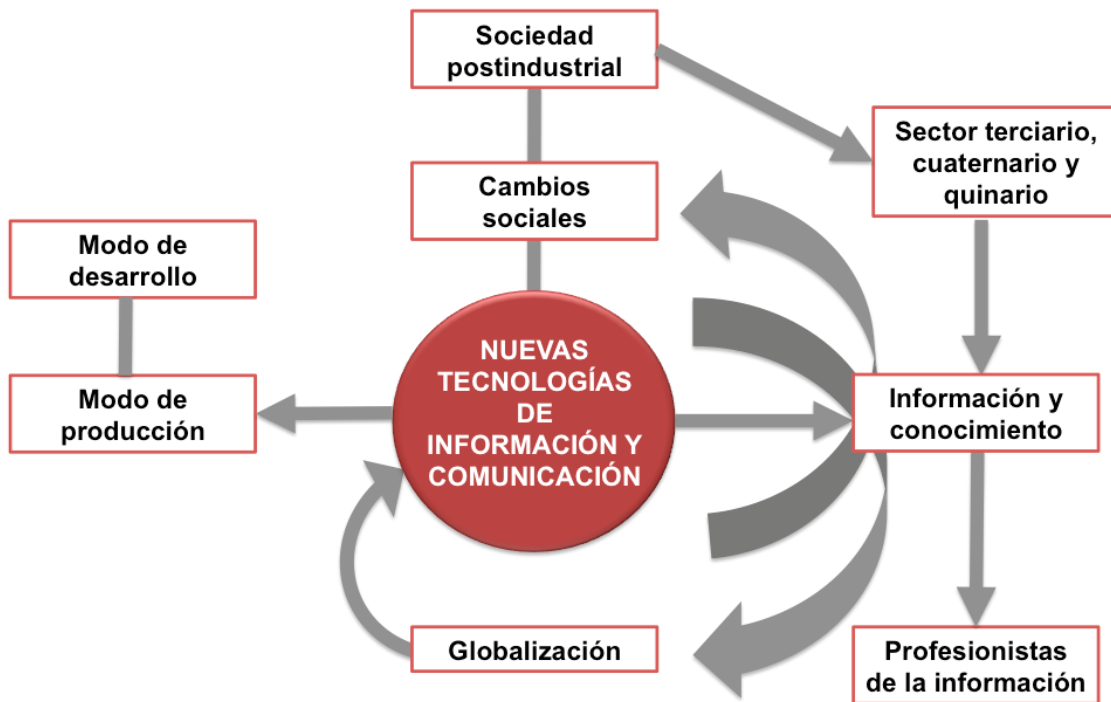 Sociedad
postindustrial
Sector terciario,
cuaternario y
quinario
Cambios
sociales
Modo de
desarrollo
NUEVAS
TECNOLOGÍAS
DE
INFORMACIÓN Y
COMUNICACIÓN
Modo de
producción
Información y
conocimiento
Globalización
Profesionistas
de la información